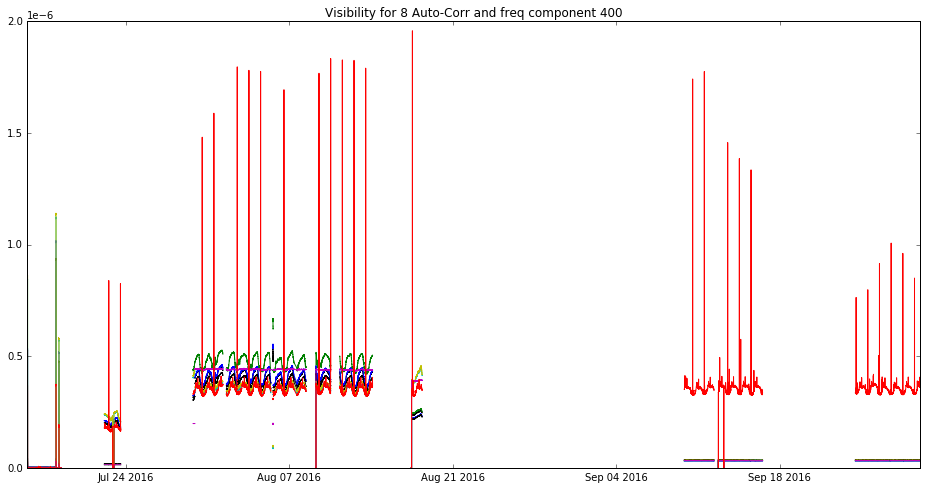 Visibility for 8 Auto-Corr and freq component 400
1e−6
2.0
1.5
1.0
0.5
0.0
Jul 24 2016 Aug 07 2016 Aug 21 2016 Sep 04 2016 Sep 18 2016